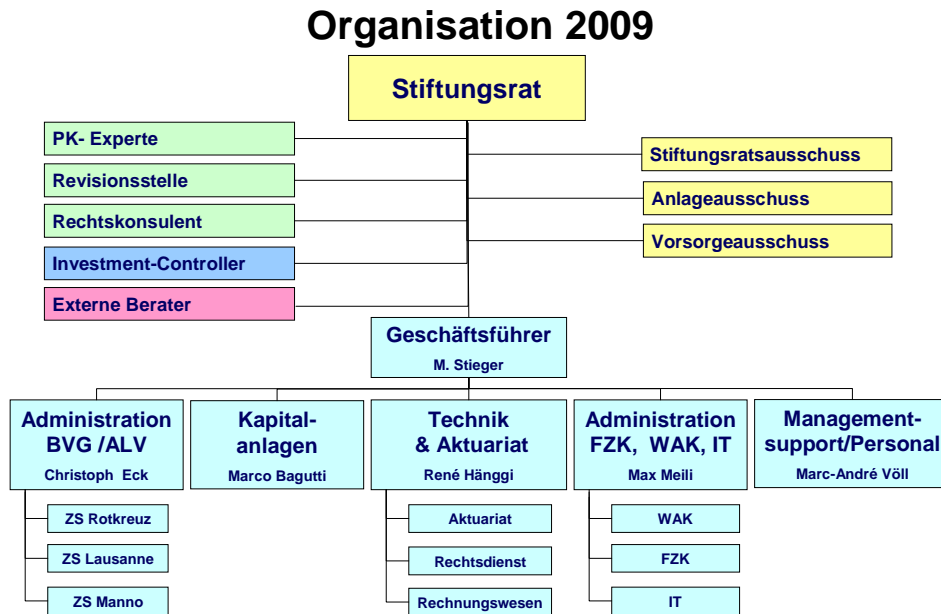 Organisation 2009
Stiftungsrat
PK- Experte
Revisionsstelle
Rechtskonsulent
Investment-Controller
Externe Berater
Stiftungsratsausschuss
Anlageausschuss
Vorsorgeausschuss
Geschäftsführer
M. Stieger
Administration
BVG /ALV
Christoph Eck
Kapital-
anlagen
Marco Bagutti
Technik
& Aktuariat
René Hänggi
Administration
FZK, WAK, IT
Max Meili
Management-
support/Personal
Marc-André Völl
ZS Rotkreuz
ZS Lausanne
ZS Manno
Aktuariat
Rechtsdienst
Rechnungswesen
WAK
FZK
IT